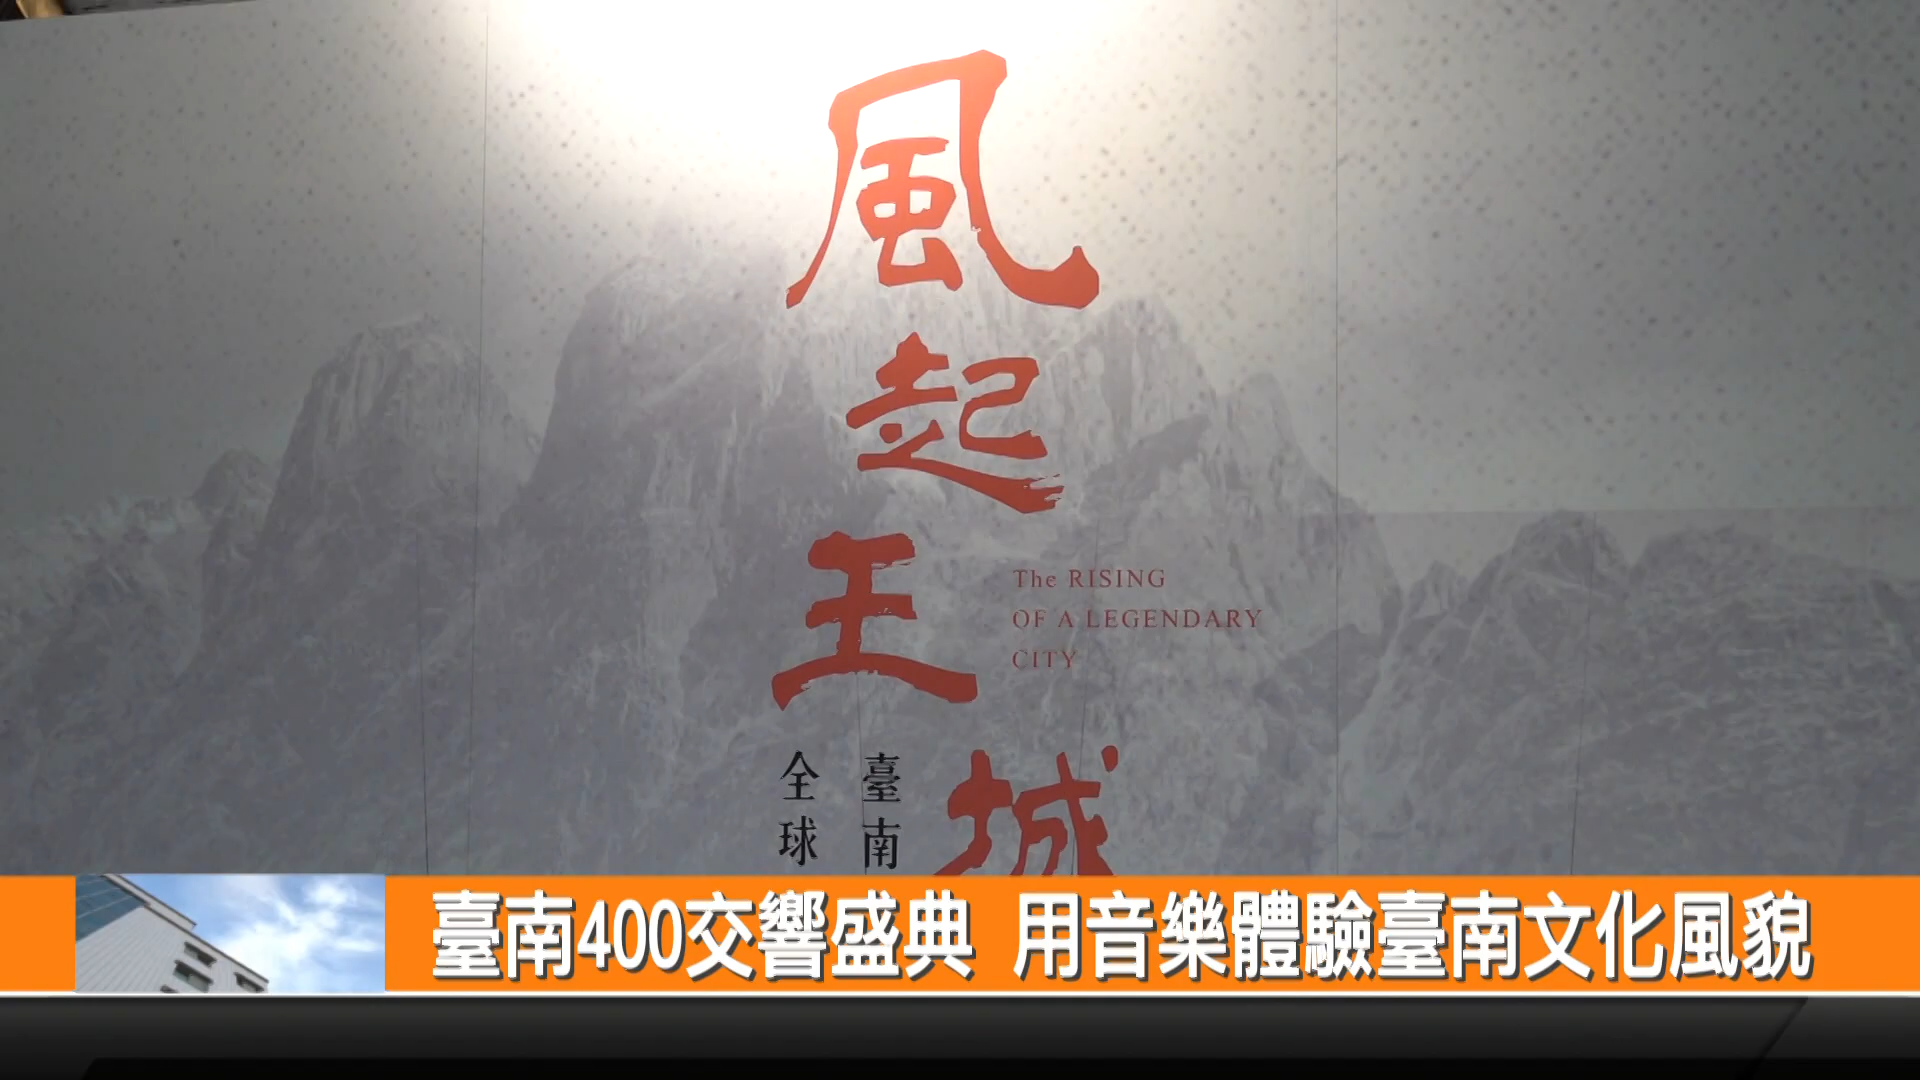 風起王城
The RISING
OF A LEGENDARY
CITY
臺南
全球
臺南400交響盛典 用音樂體驗臺南文化風貌